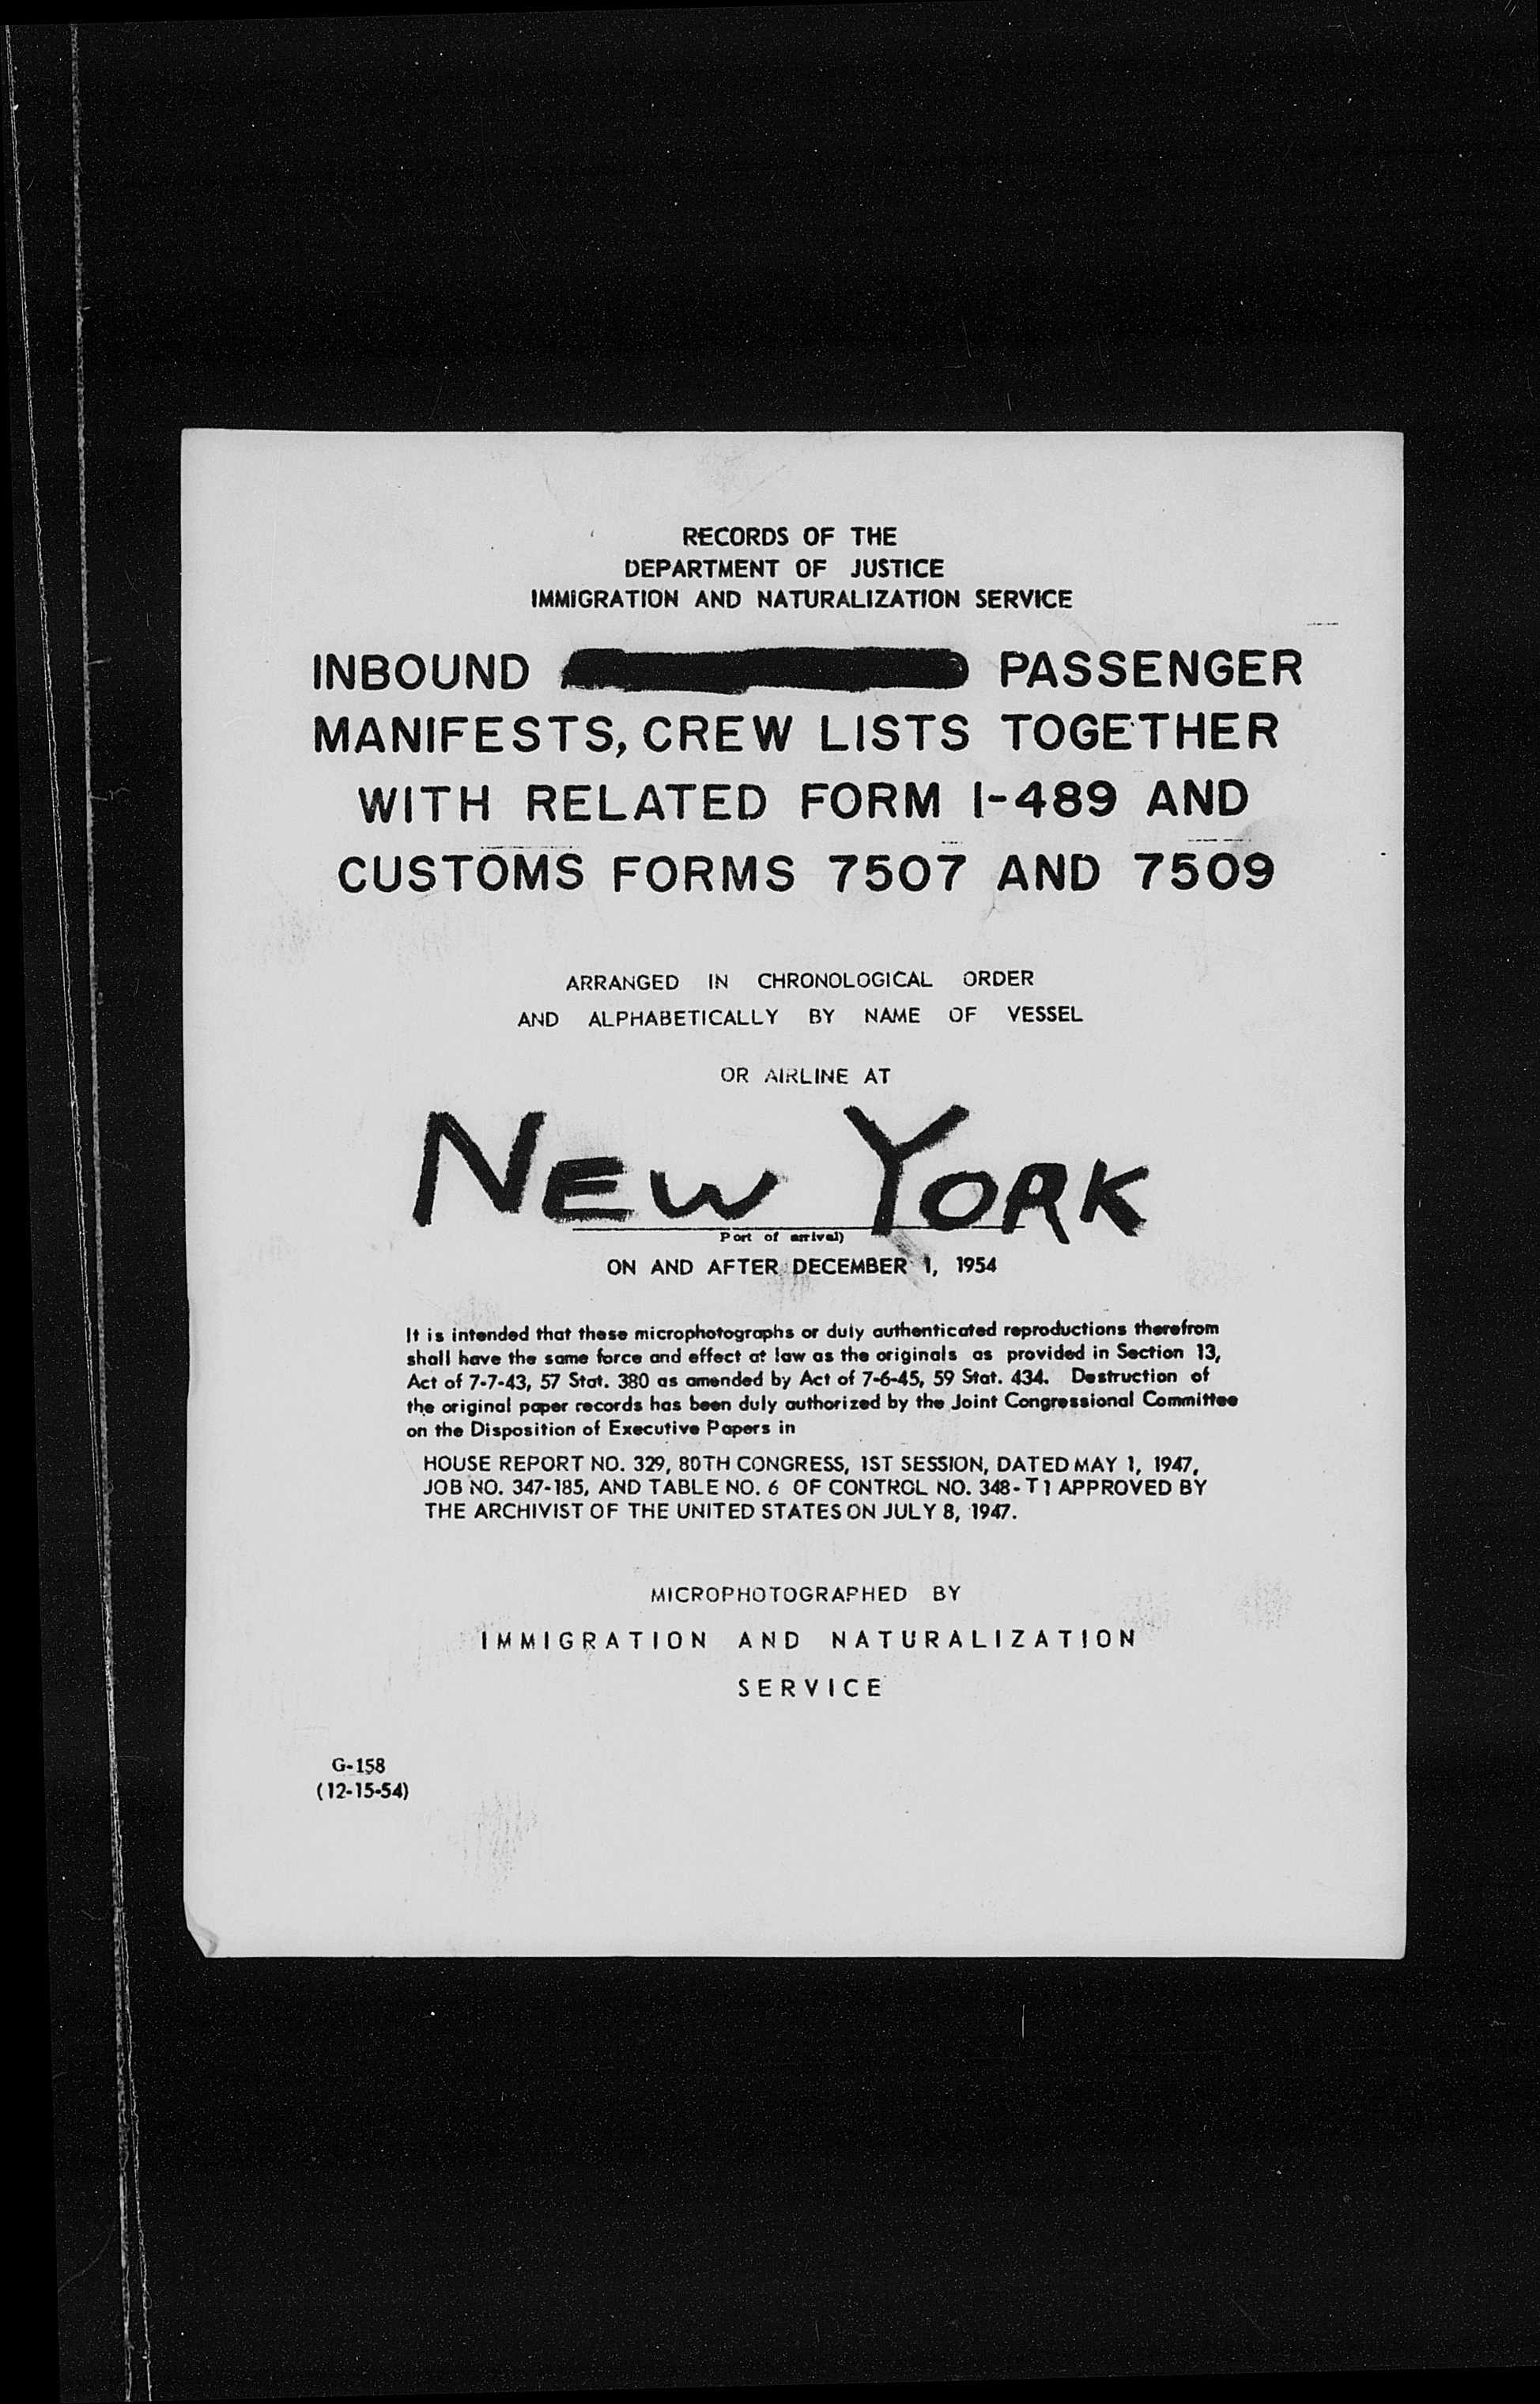 RECORDS OF THE
DEPARTMENT OF JUSTICE
IMMIGRATION AND NATURALIZATION SERVICE
INBOUND PASSENGER
MANIFESTS, CREW LISTS TOGETHER
WITH RELATED FORM I-489 AND
CUSTOMS FORMS 7507 AND 7509
ARRANGED IN CHRONOLOGICAL ORDER
AND ALPHABETICALLY BY NAME OF VESSEL
OR AIRLINE AT
NEW YORK
Port of arrival)
ON AND AFTER DECEMBER 1, 1954
It is intended that these microphotographs or duly authenticated reproductions therefrom
shall have the same force and effect at law as the originals as provided in Section 13,
Act of 7-7-43, 57 Stat. 380 as amended by Act of 7-6-45, 59 Stat. 434. Destruction of
the original paper records has been duly authorized by the Joint Congressional Committee
on the Disposition of Executive Papers in
HOUSE REPORT NO. 329, 80TH CONGRESS, 1ST SESSION, DATED MAY 1, 1947,
JOB NO. 347-185, AND TABLE NO. 6 OF CONTROL NO. 348-T1 APPROVED BY
THE ARCHIVIST OF THE UNITED STATES ON JULY 8, 1947.
MICROPHOTOGRAPHED BY
IMMIGRATION AND NATURALIZATION
SERVICE
G-158
(12-15-54)